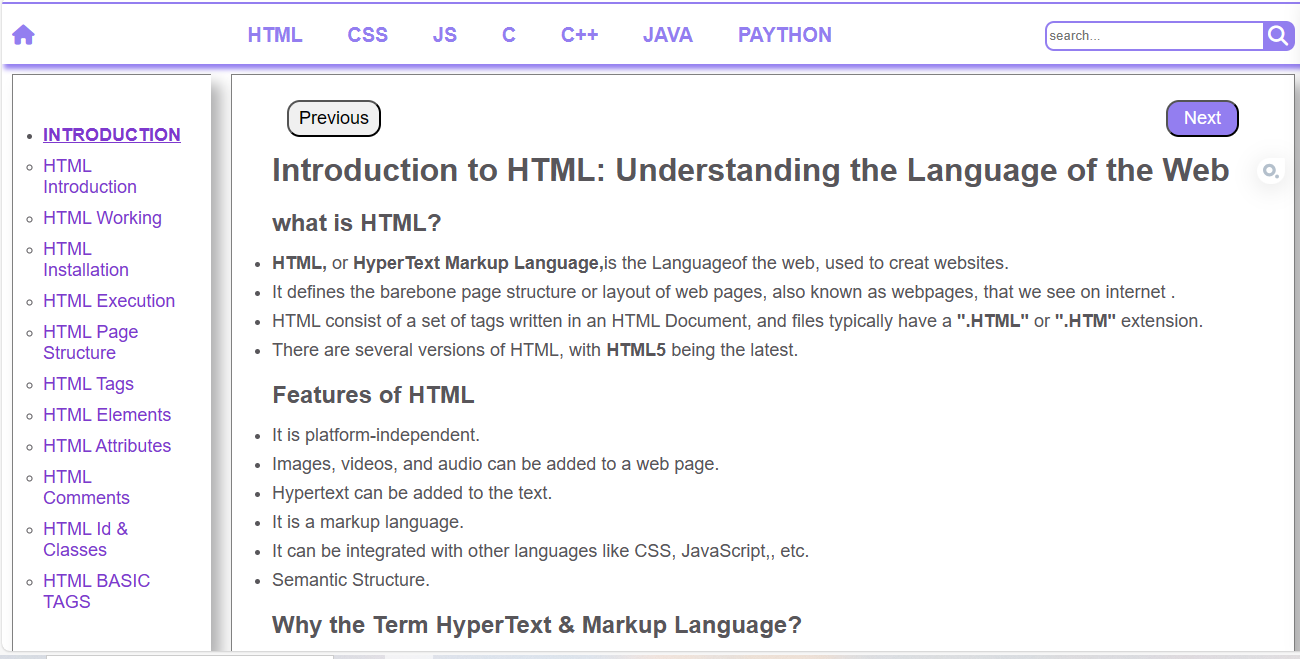 HTML CSS JS C C++ JAVA PAYTHON search...
INTRODUCTION
HTML
Introduction
HTML Working
HTML
Installation
HTML Execution
HTML Page
Structure
HTML Tags
HTML Elements
HTML Attributes
HTML
Comments
HTML Id &
Classes
HTML BASIC
TAGS
Previous Next
Introduction to HTML: Understanding the Language of the Web
what is HTML?
HTML, or HyperText Markup Language,is the Languageof the web, used to creat websites.
It defines the barebone page structure or layout of web pages, also known as webpages, that we see on internet .
HTML consist of a set of tags written in an HTML Document, and files typically have a ".HTML" or ".HTM" extension.
There are several versions of HTML, with HTML5 being the latest.
Features of HTML
It is platform-independent.
Images, videos, and audio can be added to a web page.
Hypertext can be added to the text.
It is a markup language.
It can be integrated with other languages like CSS, JavaScript,, etc.
Semantic Structure.
Why the Term HyperText & Markup Language?